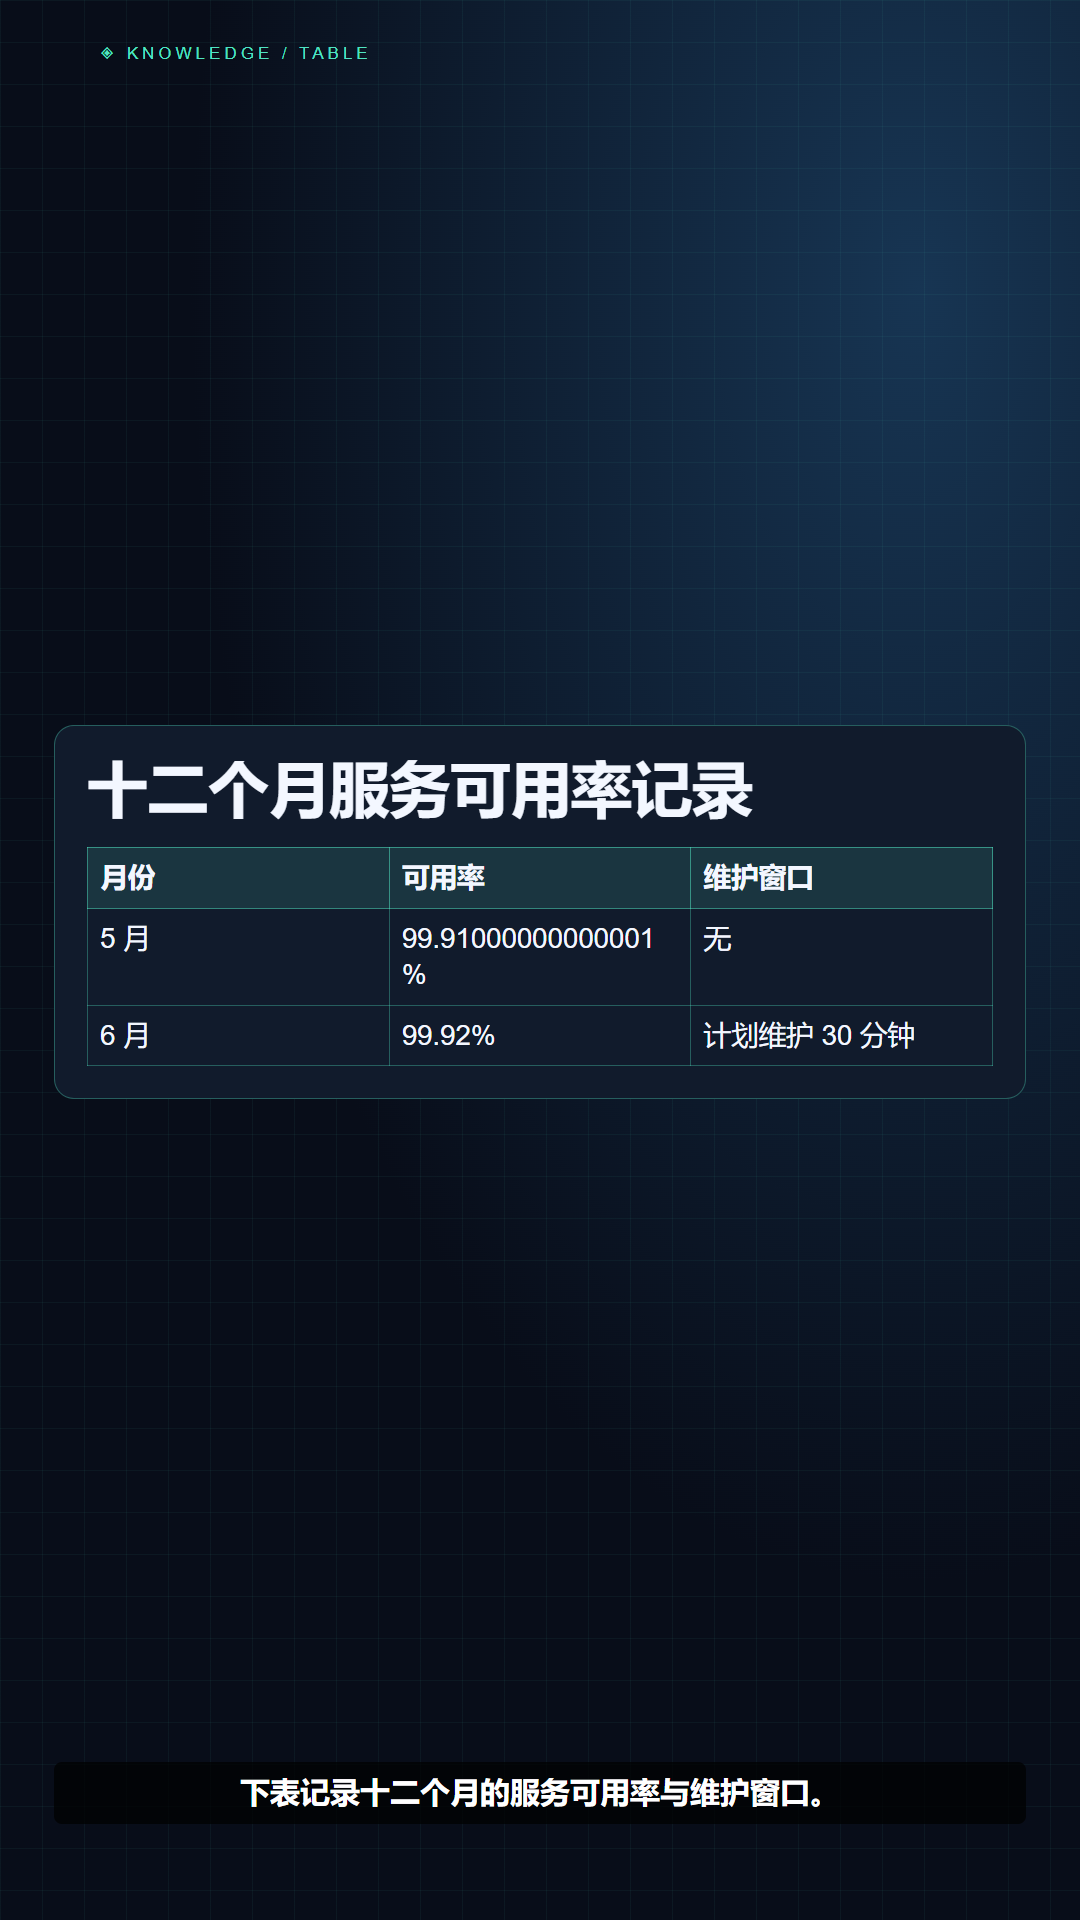 ◈ KNOWLEDGE / TABLE
十二个月服务可用率记录
月份 可用率 维护窗口
5 月 99.91000000000001 无
%
6 月 99.92% 计划维护 30 分钟
下表记录十二个月的服务可用率与维护窗口。